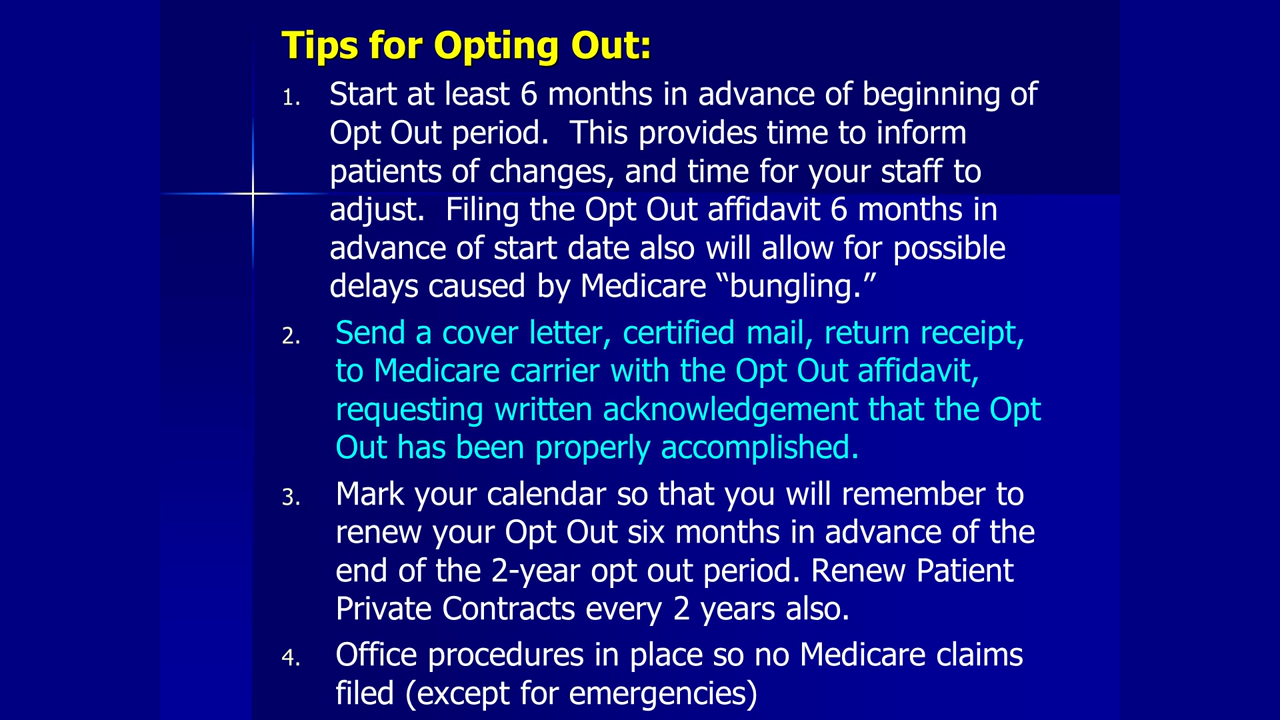 Tips for Opting Out:
1. Start at least 6 months in advance of beginning of
Opt Out period.  This provides time to inform
patients of changes, and time for your staff to
adjust.  Filing the Opt Out affidavit 6 months in
advance of start date also will allow for possible
delays caused by Medicare “bungling.”
2. Send a cover letter, certified mail, return receipt,
to Medicare carrier with the Opt Out affidavit,
requesting written acknowledgement that the Opt
Out has been properly accomplished.
3. Mark your calendar so that you will remember to
renew your Opt Out six months in advance of the
end of the 2-year opt out period. Renew Patient
Private Contracts every 2 years also.
4. Office procedures in place so no Medicare claims
filed (except for emergencies)